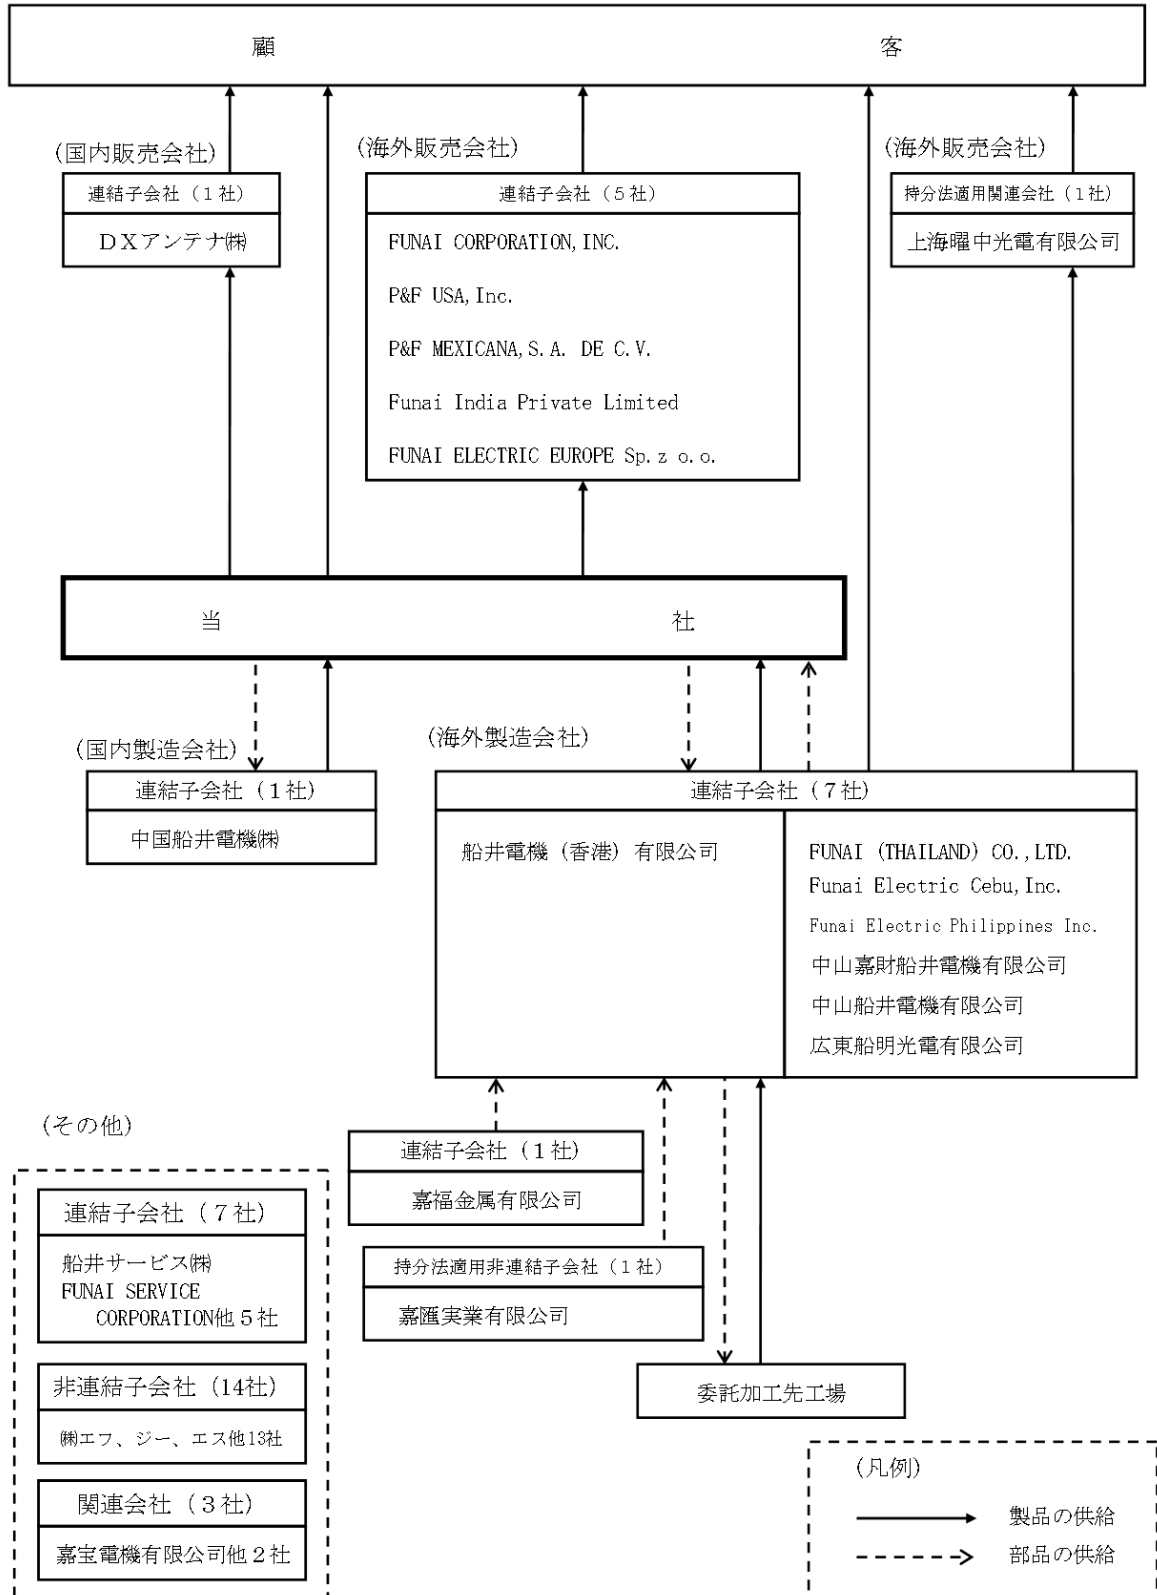 顧客
(国内販売会社)
連結子会社（1社）
ＤＸアンテナ㈱
(海外販売会社)
連結子会社（5社）
FUNAI CORPORATION,INC.
P&F USA,Inc.
P&F MEXICANA,S.A. DE C.V.
Funai India Private Limited
FUNAI ELECTRIC EUROPE Sp.z o.o.
(海外販売会社)
持分法適用関連会社（1社）
上海曜中光電有限公司
当社
(国内製造会社)
連結子会社（1社）
中国船井電機㈱
(海外製造会社)
連結子会社（7社）
船井電機（香港）有限公司
FUNAI (THAILAND) CO.,LTD.
Funai Electric Cebu,Inc.
Funai Electric Philippines Inc.
中山嘉財船井電機有限公司
中山船井電機有限公司
広東船明光電有限公司
連結子会社（1社）
嘉福金属有限公司
持分法適用非連結子会社（1社）
嘉匯実業有限公司
委託加工先工場
(その他)
連結子会社（7社）
船井サービス㈱
FUNAI SERVICE
CORPORATION他５社
非連結子会社（14社）
㈱エフ、ジー、エス他13社
関連会社（3社）
嘉宝電機有限公司他２社
(凡例)
製品の供給
部品の供給